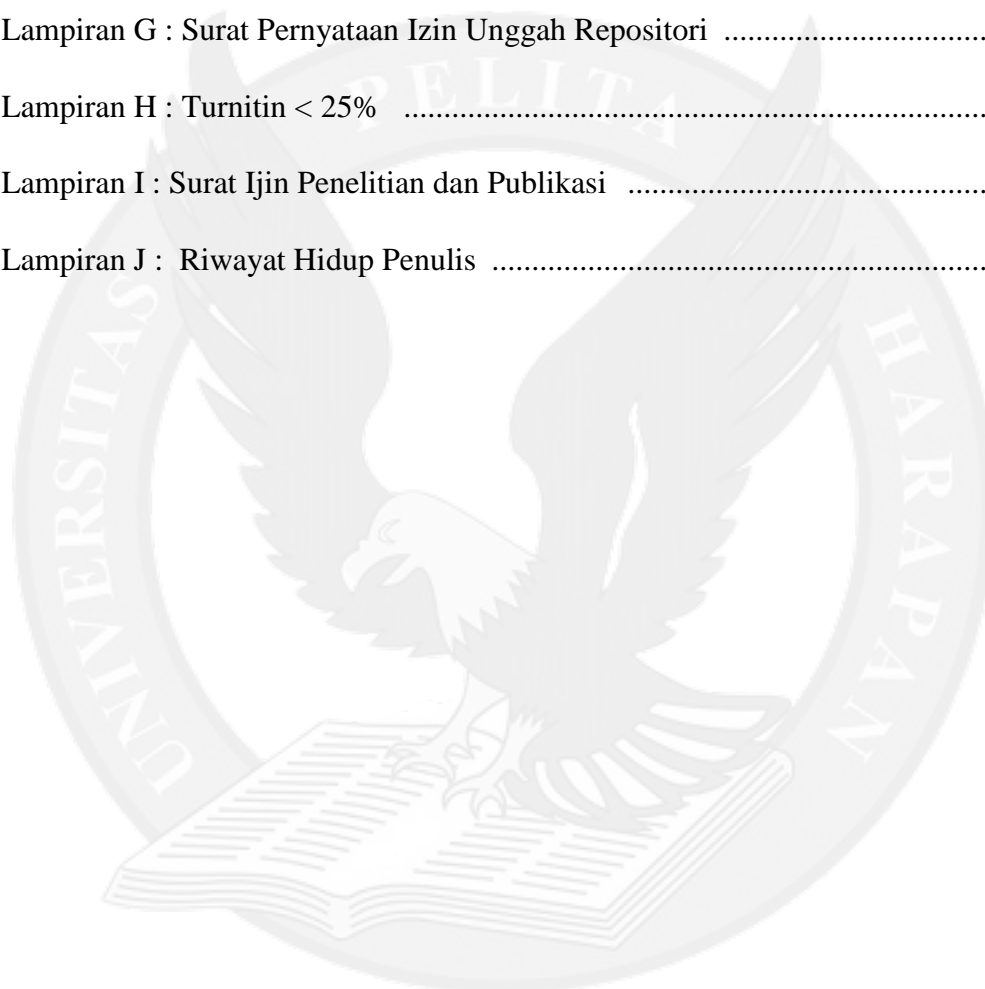 Lampiran G : Surat Pernyataan Izin Unggah Repositori ............................
Lampiran H : Turnitin < 25% ..............................................................
Lampiran I : Surat Ijin Penelitian dan Publikasi ......................................
Lampiran J : Riwayat Hidup Penulis ....................................................
UNIVERSITAS PELITA HARAPAN